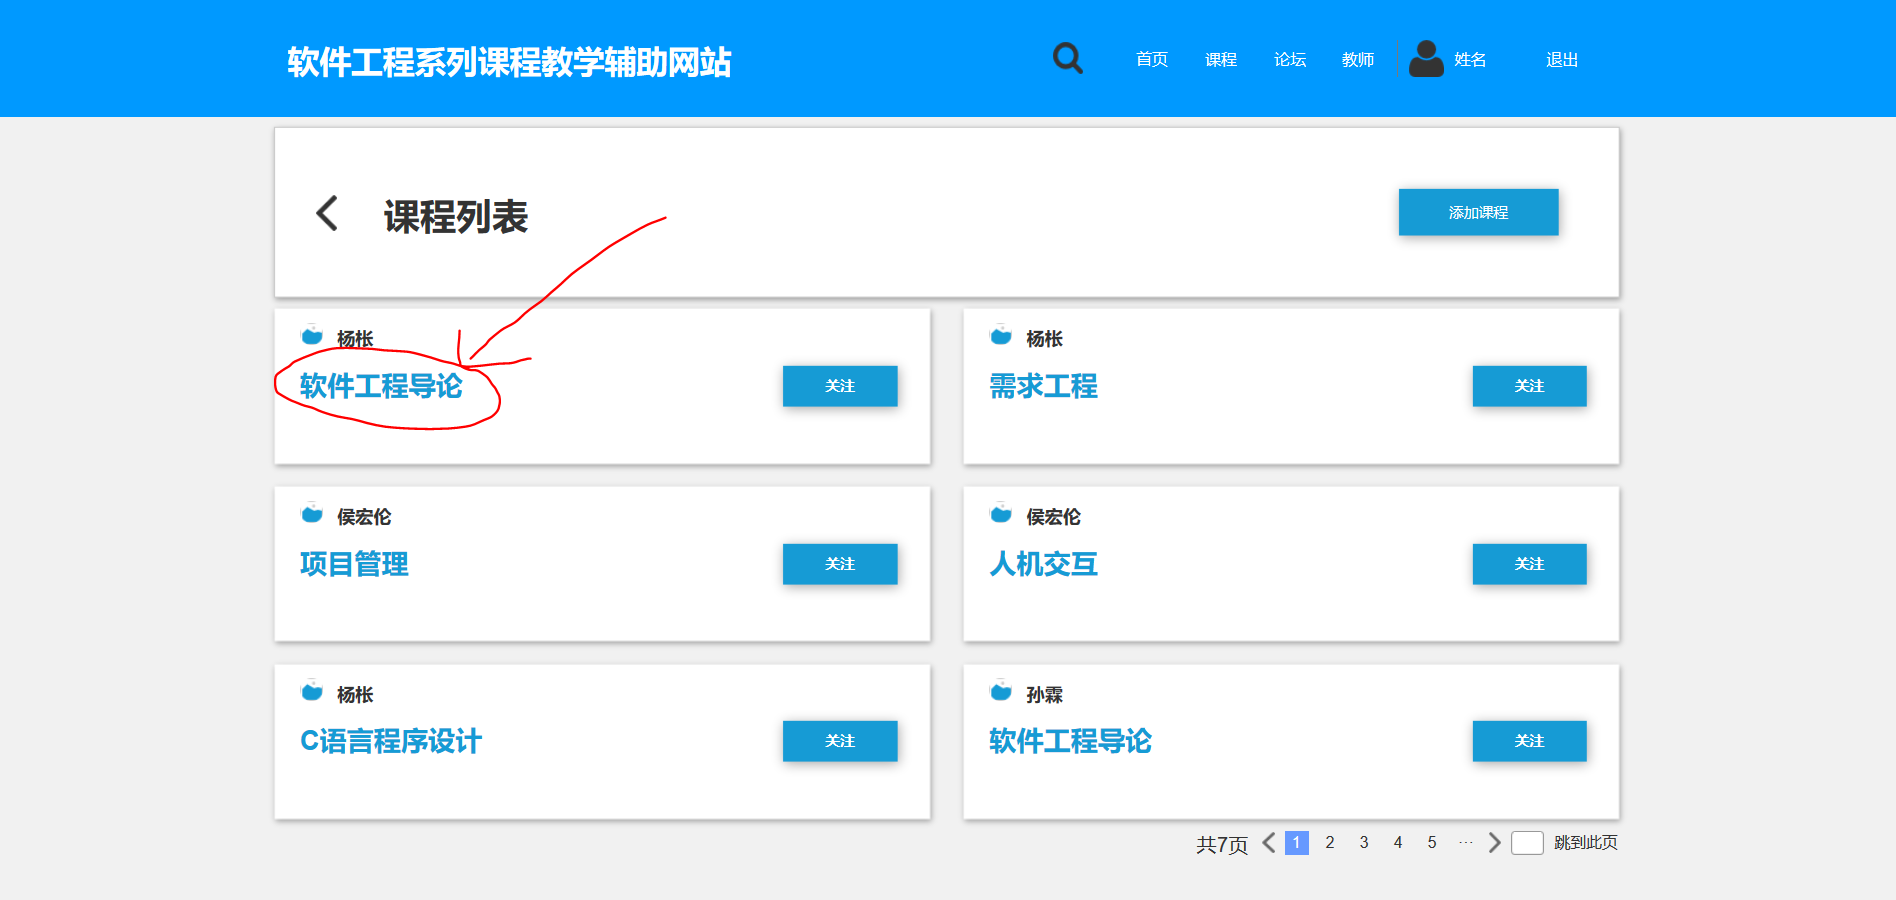 软件工程系列课程教学辅助网站
首页 课程 论坛 教师 姓名 退出
课程列表
添加课程
杨枨
软件工程导论
关注
杨枨
需求工程
关注
侯宏伦
项目管理
关注
侯宏伦
人机交互
关注
杨枨
C语言程序设计
关注
孙霖
软件工程导论
关注
共7页 1 2 3 4 5 ... 跳到此页